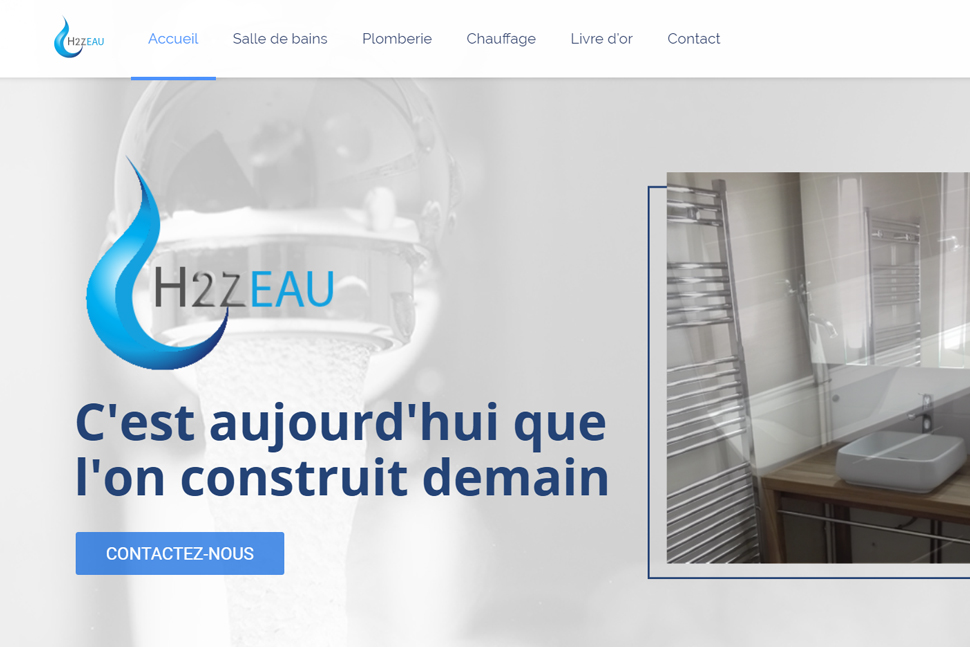 H2ZEAU
Accueil
Salle de bains
Plomberie
Chauffage
Livre d'or
Contact
H2ZEAU
C'est aujourd'hui que
l'on construit demain
CONTACTEZ-NOUS